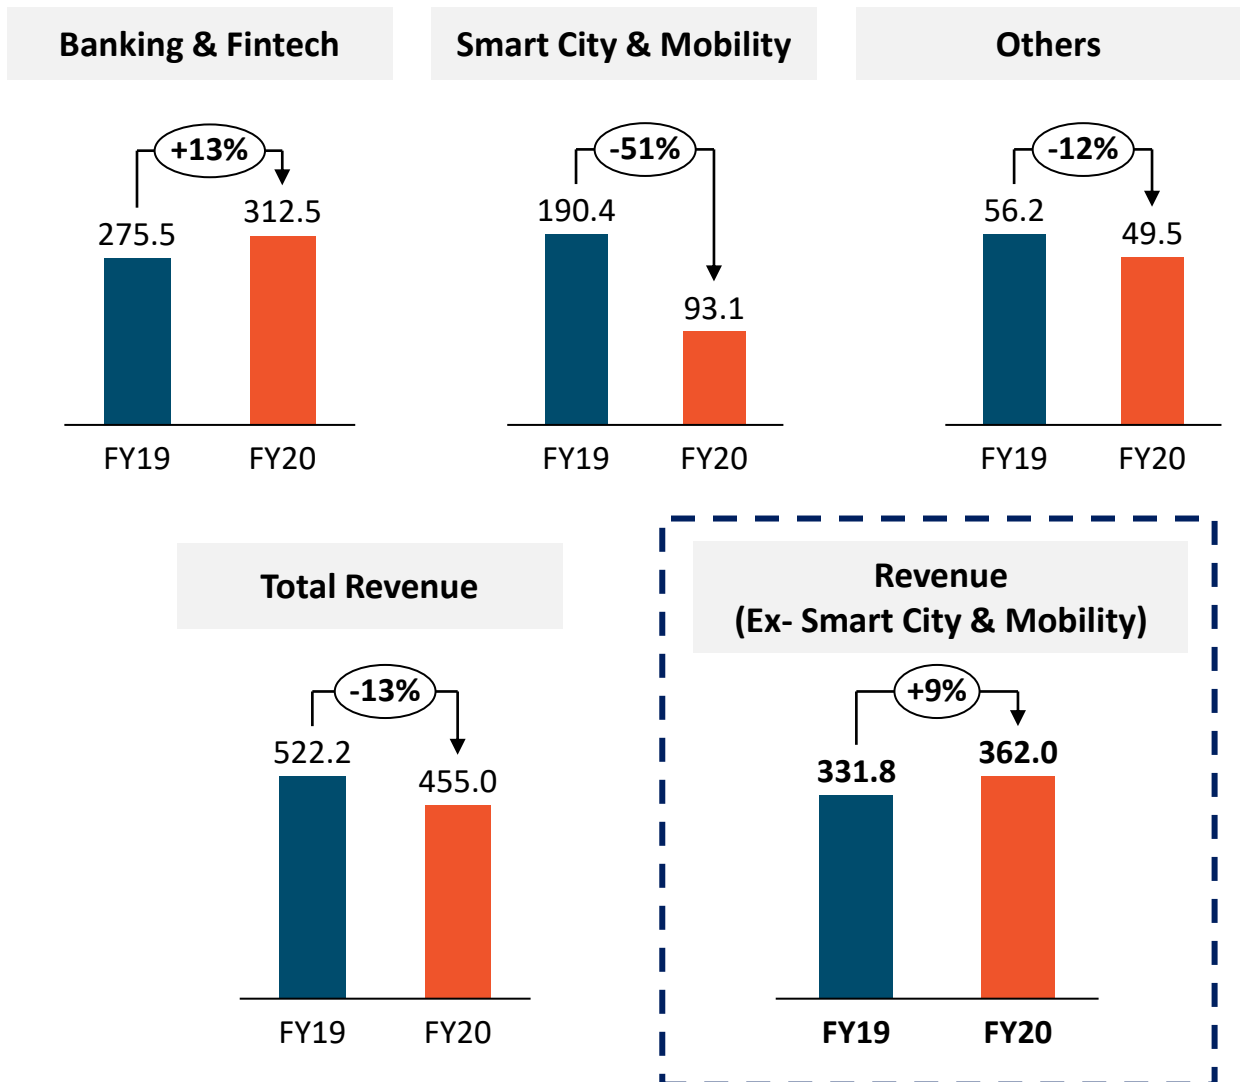 Banking & Fintech
+13%
275.5
312.5
FY19
FY20
Smart City & Mobility
-51%
190.4
93.1
FY19
FY20
Others
-12%
56.2
49.5
FY19
FY20
Total Revenue
-13%
522.2
455.0
FY19
FY20
Revenue
(Ex- Smart City & Mobility)
+9%
331.8
362.0
FY19
FY20